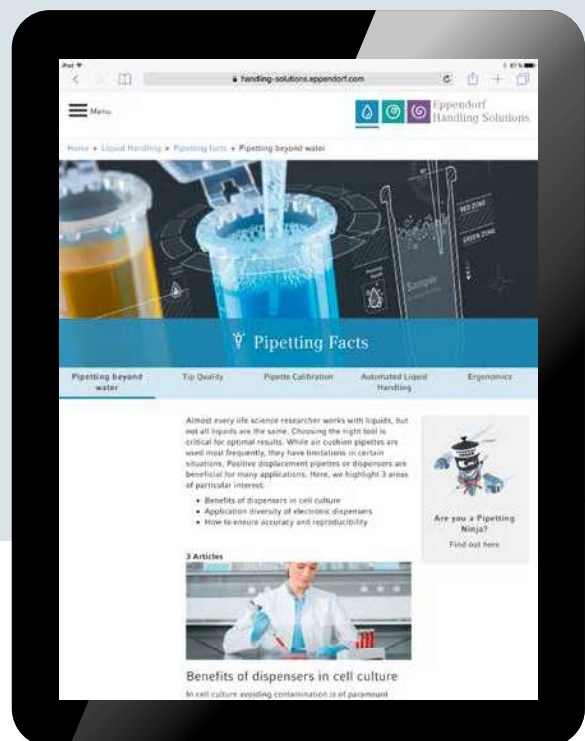 iPad
handling-solutions.eppendorf.com
Menu
Eppendorf
Handling Solutions
Home » Liquid Handling » Pipetting Facts » Pipetting beyond water
RED ZONE
GREEN ZONE
Sample
Pipetting Facts
Pipetting beyond
water
Tip Quality
Pipette Calibration
Automated Liquid
Handling
Ergonomics
Almost every life science researcher works with liquids, but
not all liquids are the same. Choosing the right tool is
critical for optimal results. While air cushion pipettes are
used most frequently, they have limitations in certain
situations. Positive displacement pipettes or dispensers are
beneficial for many applications. Here, we highlight 3 areas
of particular interest.
• Benefits of dispensers in cell culture
• Application diversity of electronic dispensers
• How to ensure accuracy and reproducibility
Are you a Pipetting
Ninja?
Find out here
3 Articles
Benefits of dispensers in cell culture
In cell culture avoiding contamination is of paramount